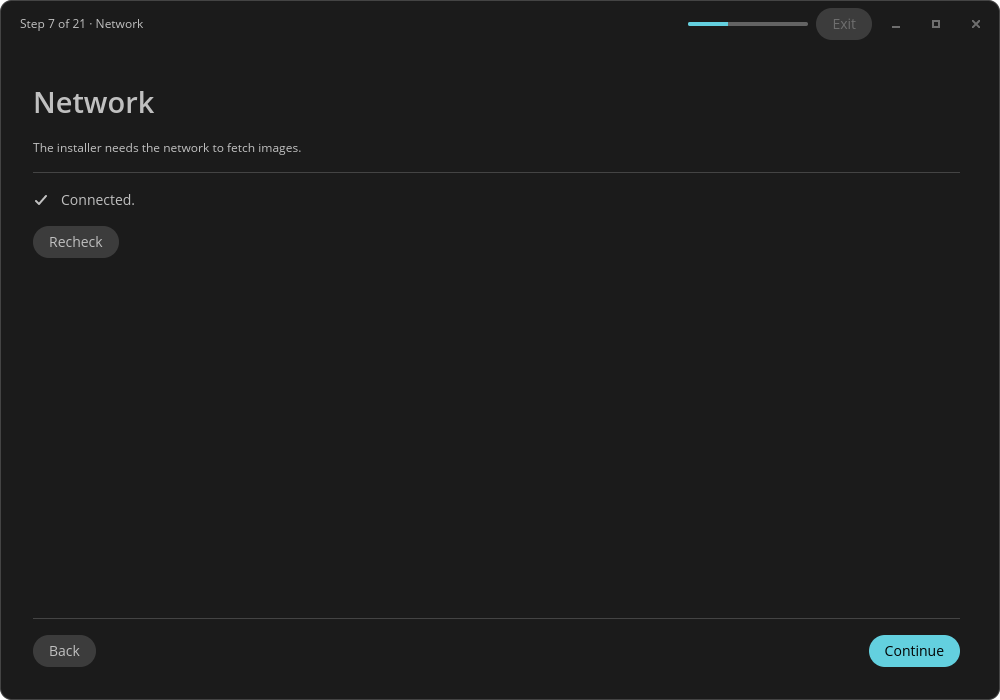 Step 7 of 21 · Network
Exit
Network
The installer needs the network to fetch images.
Connected.
Recheck
Back
Continue